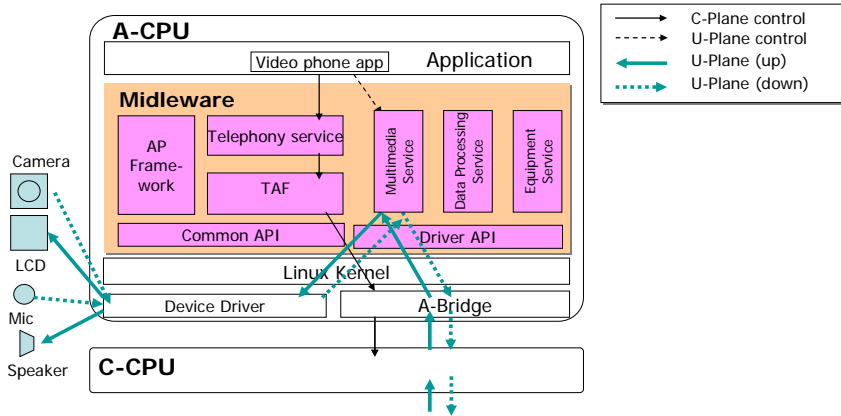 A-CPU
Video phone app
Application
Midleware
AP
Frame-
work
Telephony service
TAF
Multimedia
Service
Data Processing
Service
Equipment
Service
Common API
Driver API
Linux Kernel
Device Driver
A-Bridge
C-CPU
Camera
LCD
Mic
Speaker
C-Plane control
U-Plane control
U-Plane (up)
U-Plane (down)